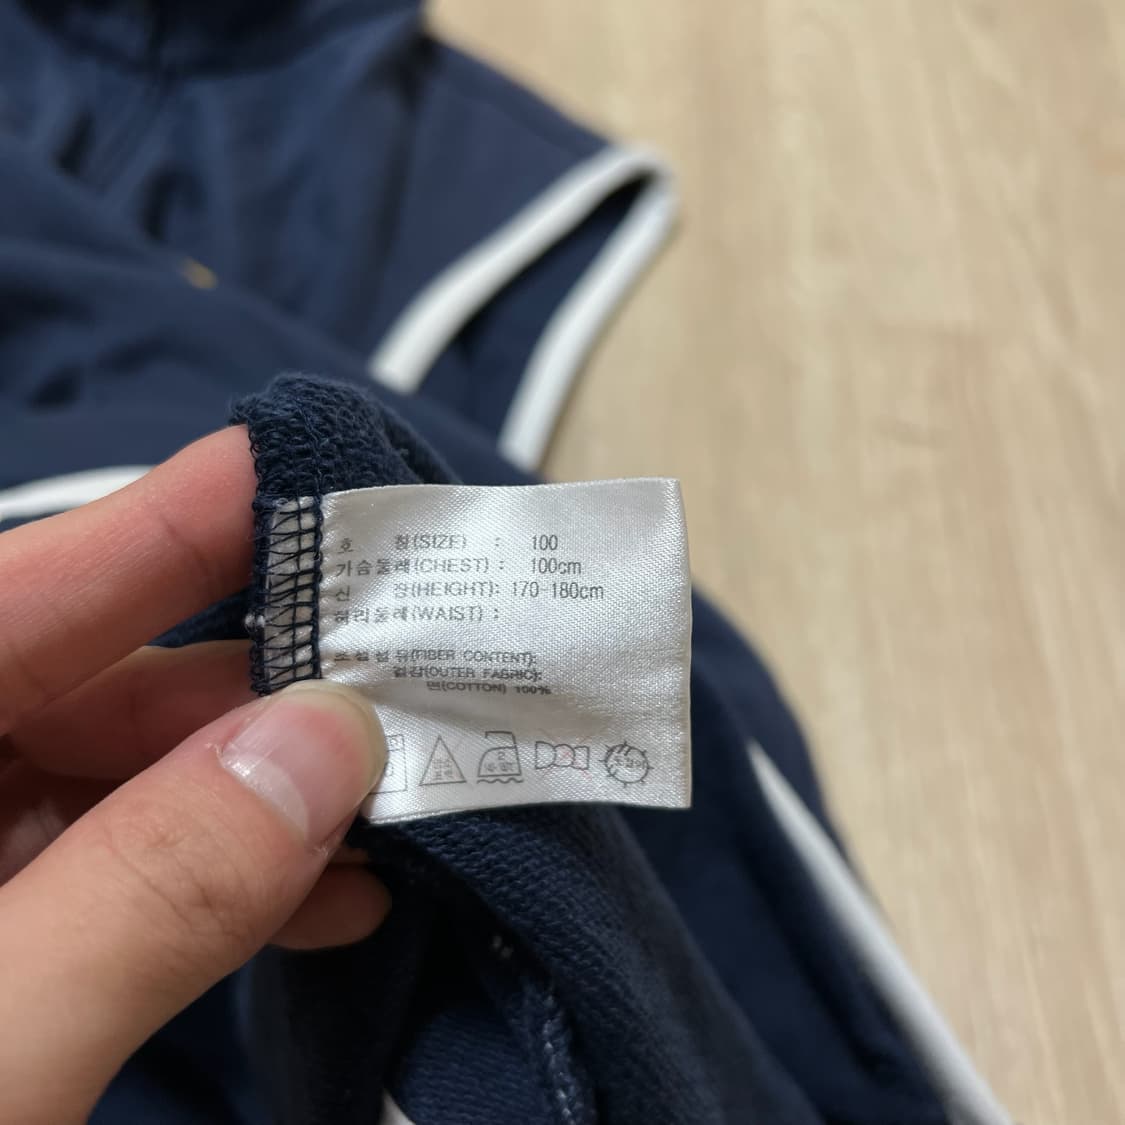 호 칭(SIZE) : 100
가슴둘레(CHEST) : 100cm
신 장(HEIGHT): 170-180cm
허리둘레(WAIST) :
조성섬유(FIBER CONTENT):
겉감(OUTER FABRIC):
면(COTTON) 100%